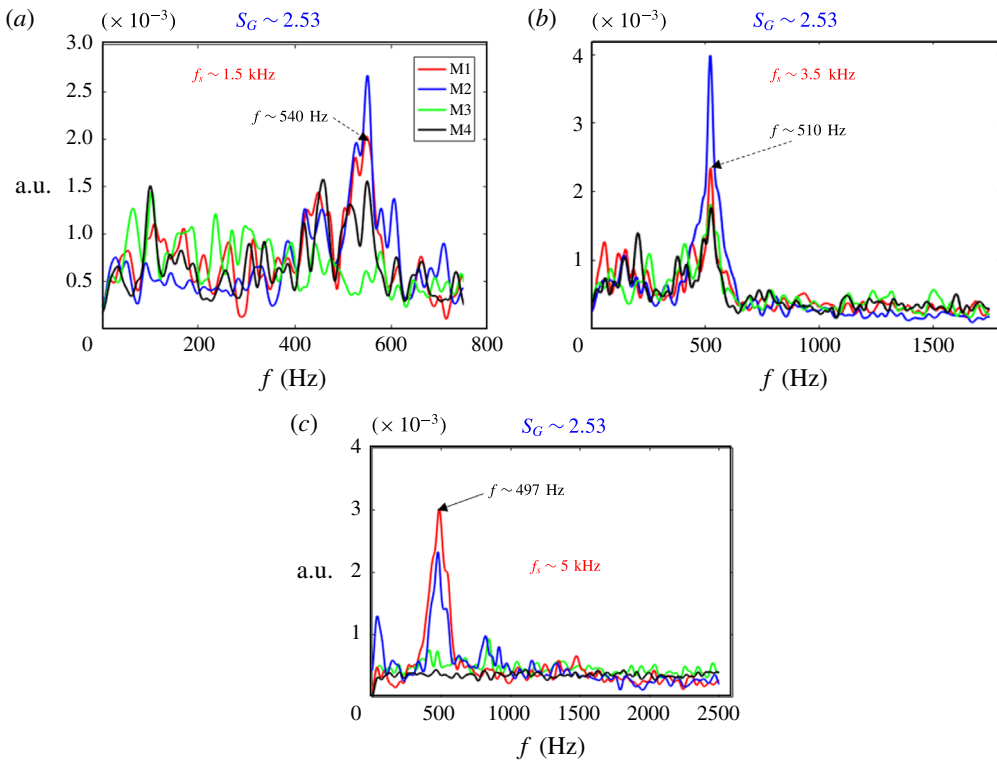 (a) (× 10⁻³) S_G ∼ 2.53
3.0
2.5
2.0
1.5
1.0
0.5
a.u.
f_s ∼ 1.5 kHz
f ∼ 540 Hz
M1
M2
M3
M4
0 200 400 600 800
f (Hz)
(b) (× 10⁻³) S_G ∼ 2.53
4
3
2
1
f_s ∼ 3.5 kHz
f ∼ 510 Hz
0 500 1000 1500
f (Hz)
(c) (× 10⁻³) S_G ∼ 2.53
4
3
2
1
a.u.
f ∼ 497 Hz
f_s ∼ 5 kHz
0 500 1000 1500 2000 2500
f (Hz)